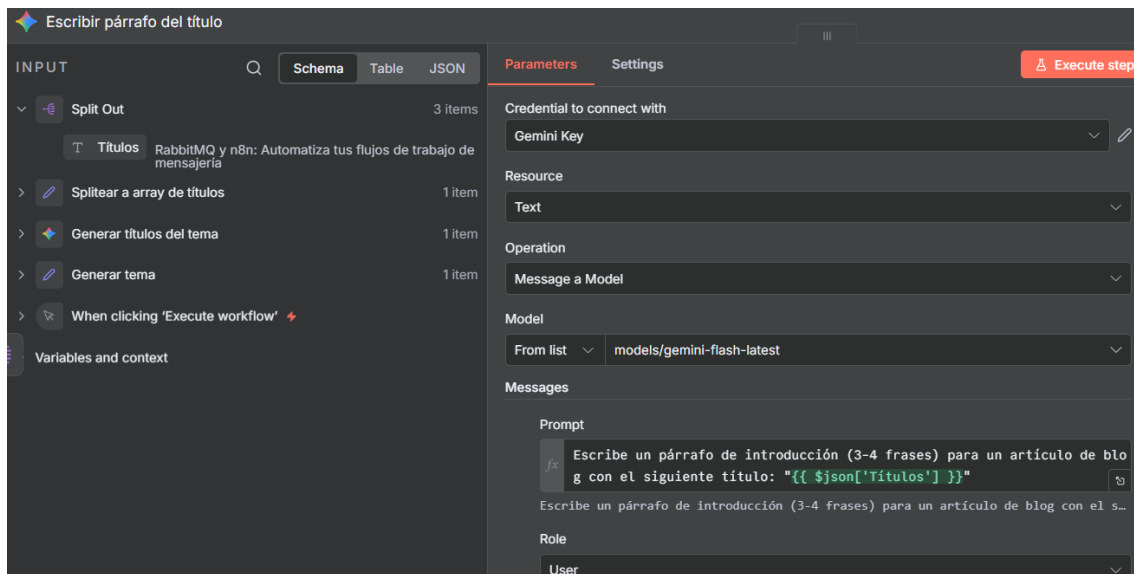 Escribir párrafo del título
INPUT
Schema
Table
JSON
Parameters
Settings
Execute step
Split Out
3 items
T Títulos
RabbitMQ y n8n: Automatiza tus flujos de trabajo de
mensajería
Splitear a array de títulos
1 item
Generar títulos del tema
1 item
Generar tema
1 item
When clicking ‘Execute workflow’
Variables and context
Credential to connect with
Gemini Key
Resource
Text
Operation
Message a Model
Model
From list
models/gemini-flash-latest
Messages
Prompt
fx
Escribe un párrafo de introducción (3-4 frases) para un artículo de blo
g con el siguiente título: "{{ $json['Títulos'] }}"
Escribe un párrafo de introducción (3-4 frases) para un artículo de blog con el s…
Role
User